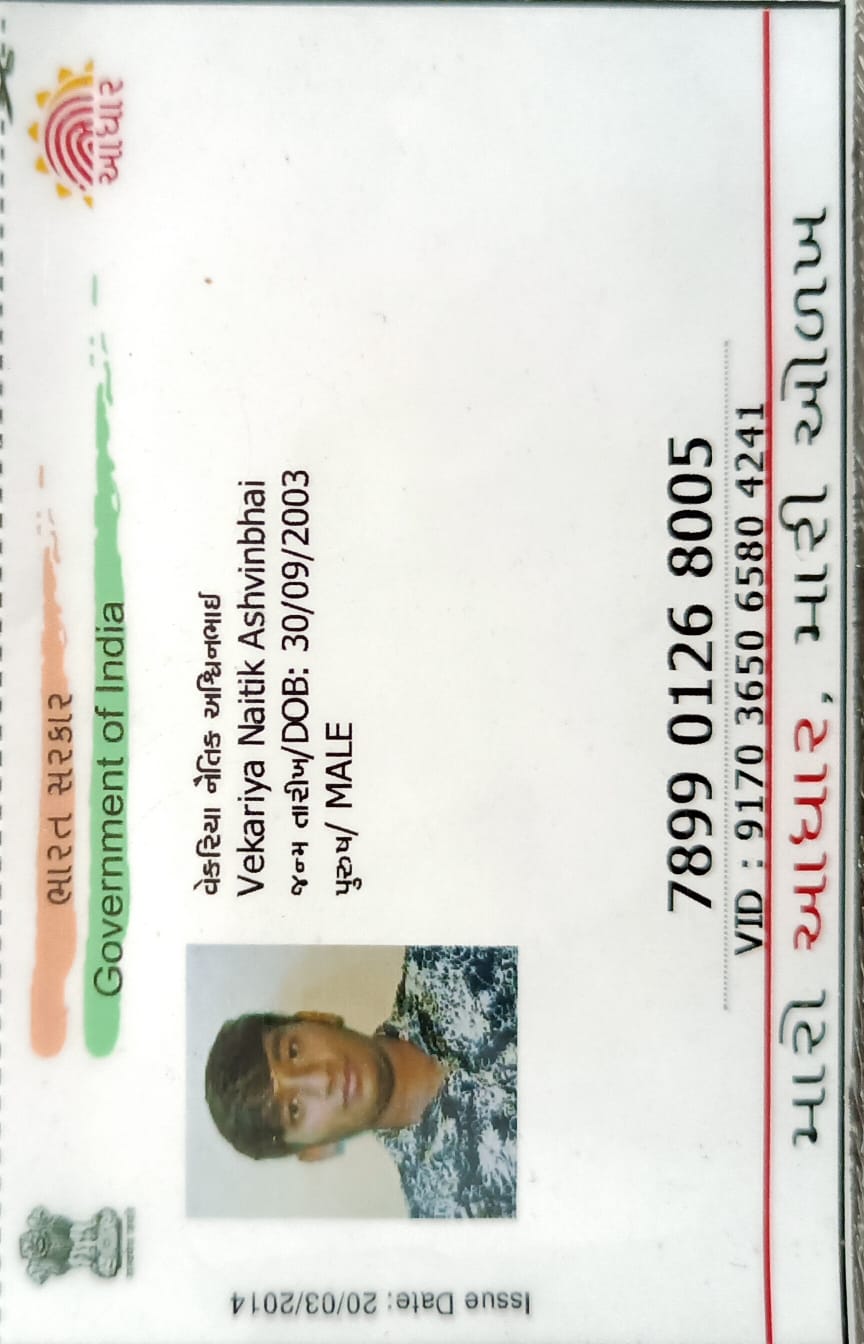 ભારત સરકાર
Government of India
આધાર
Issue Date: 20/03/2014
વેકરિયા નૈતિક અશ્વિનભાઈ
Vekariya Naitik Ashvinbhai
જન્મ તારીખ/DOB: 30/09/2003
પુરુષ/ MALE
7899 0126 8005
VID : 9170 3650 6580 4241
મારો આધાર, મારી ઓળખ